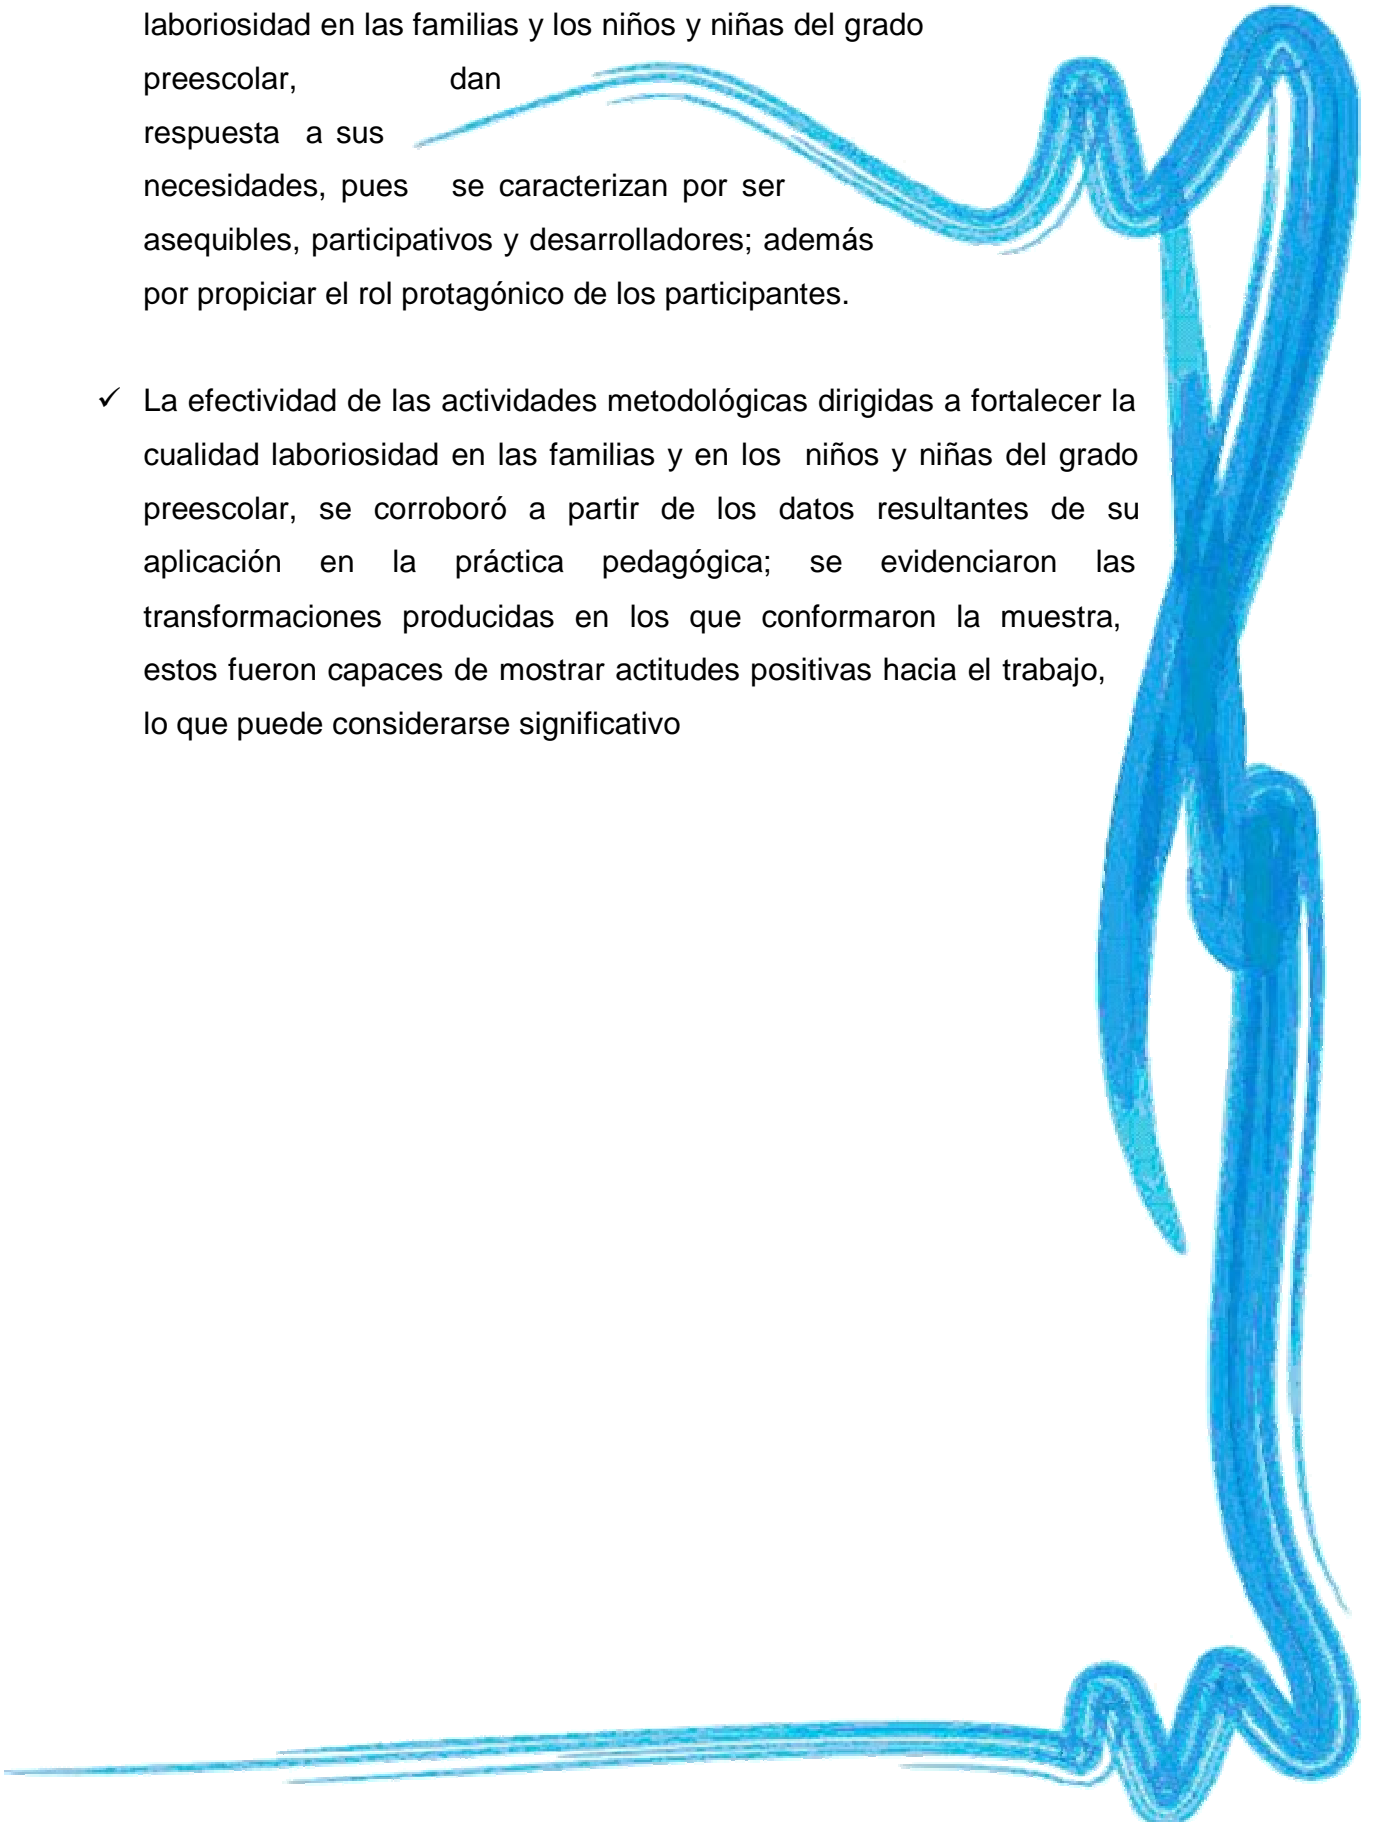 laboriosidad en las familias y los niños y niñas del grado
preescolar, dan
respuesta a sus
necesidades, pues se caracterizan por ser
asequibles, participativos y desarrolladores; además
por propiciar el rol protagónico de los participantes.
✓ La efectividad de las actividades metodológicas dirigidas a fortalecer la
cualidad laboriosidad en las familias y en los niños y niñas del grado
preescolar, se corroboró a partir de los datos resultantes de su
aplicación en la práctica pedagógica; se evidenciaron las
transformaciones producidas en los que conformaron la muestra,
estos fueron capaces de mostrar actitudes positivas hacia el trabajo,
lo que puede considerarse significativo